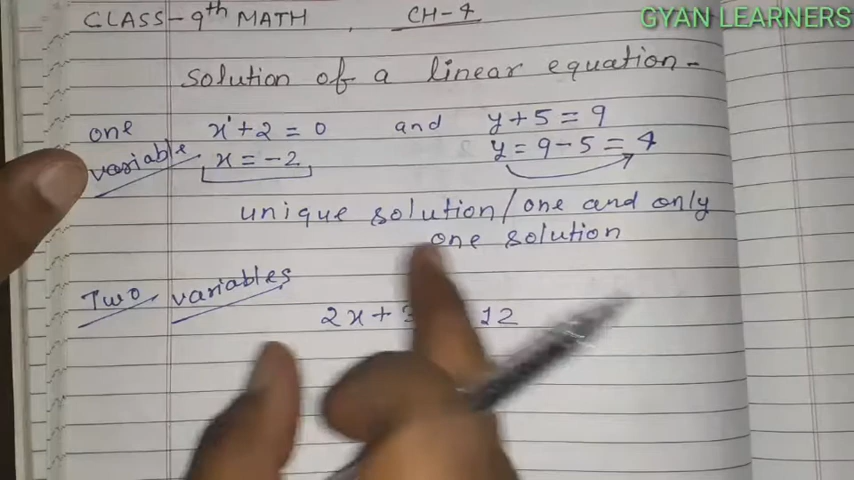 CLASS-9th MATH , CH-4
GYAN LEARNERS
Solution of a linear equation-
one variable x+2=0 and y+5=9
x=-2 y=9-5=4
unique solution/one and only
one solution
Two variables
2x+3 12